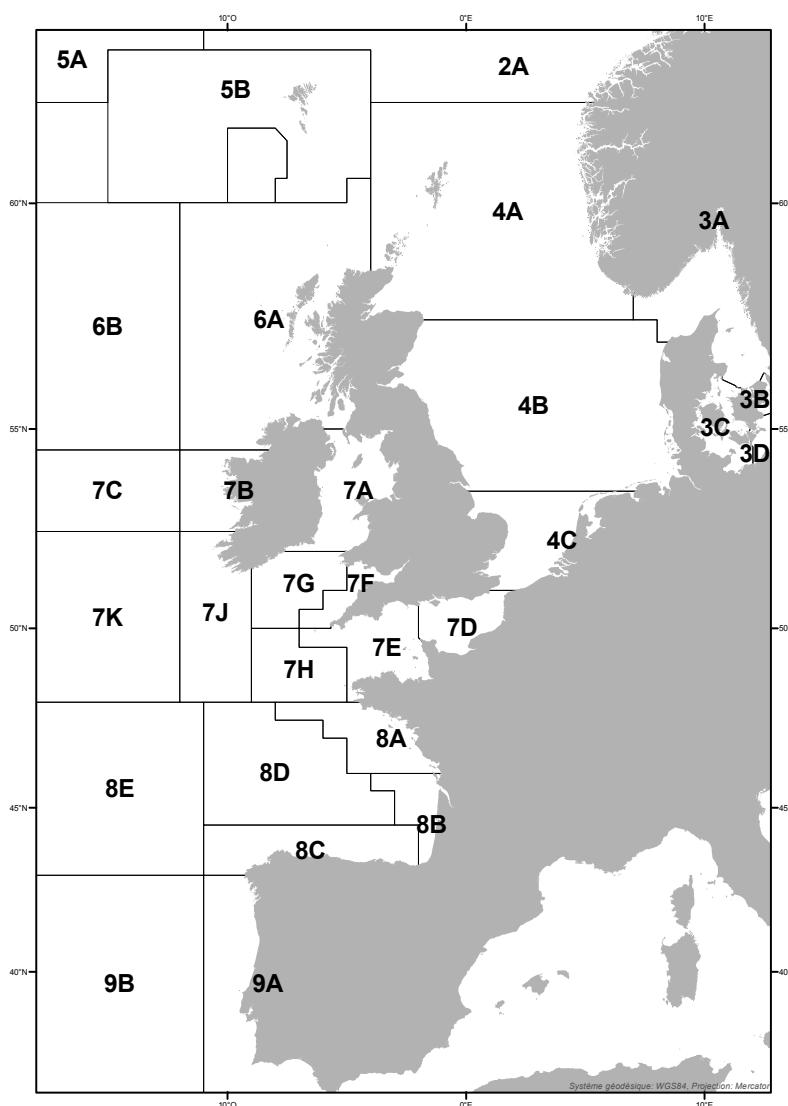 10°O 0°E 10°E
5A 2A
5B
60°N 60
4A
3A
6B 6A
4B
3B
55°N 3C 55
3D
7C 7B 7A
4C
7G 7F
7K 7J
50°N 7D 50
7E
7H
8A
8D
8E
45°N 45
8B
8C
40°N 40
9B 9A
Système géodésique: WGS84, Projection: Mercator
10°O 0°E 10°E